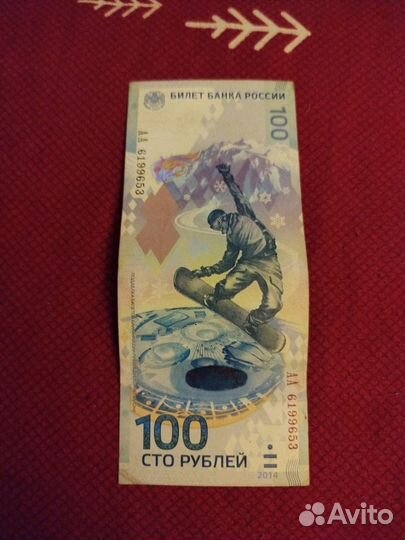 БИЛЕТ БАНКА РОССИИ
100
АА 6199653
АА 6199653
100
СТО РУБЛЕЙ
2014
Avito